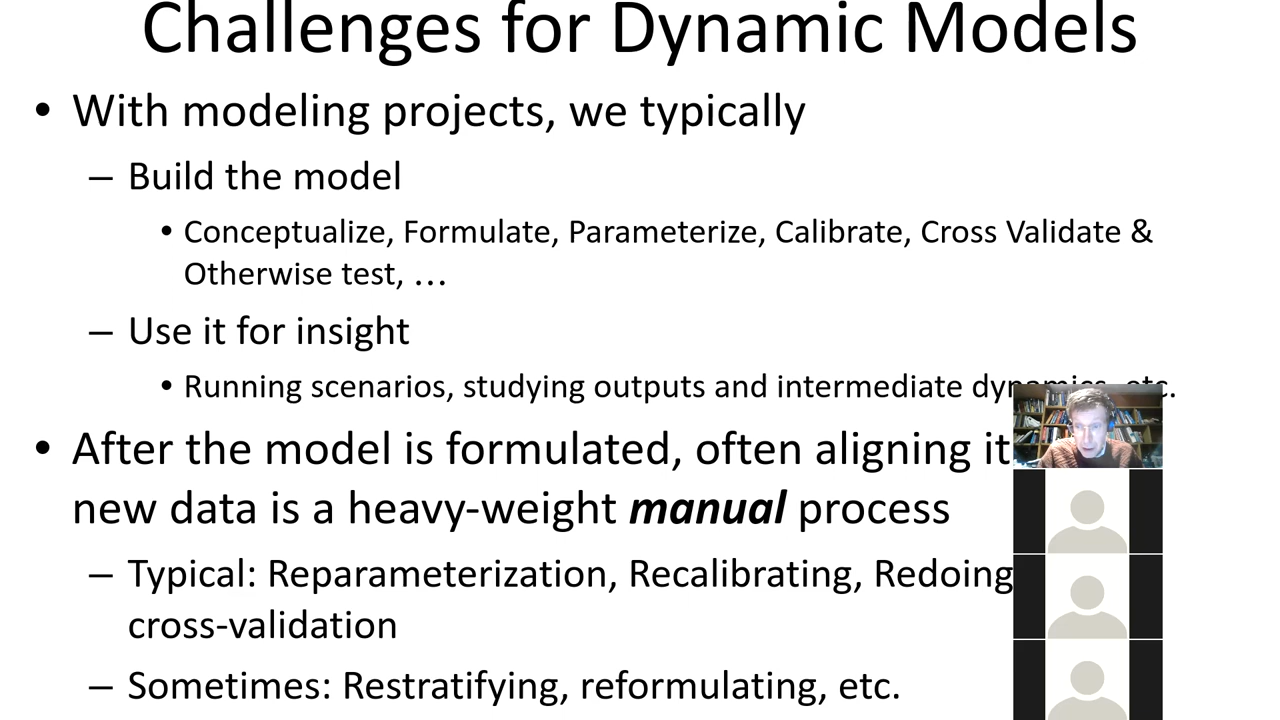 Challenges for Dynamic Models
• With modeling projects, we typically
– Build the model
• Conceptualize, Formulate, Parameterize, Calibrate, Cross Validate &
Otherwise test, …
– Use it for insight
• Running scenarios, studying outputs and intermediate dynamics, etc.
• After the model is formulated, often aligning it
new data is a heavy-weight manual process
– Typical: Reparameterization, Recalibrating, Redoing
cross-validation
– Sometimes: Restratifying, reformulating, etc.